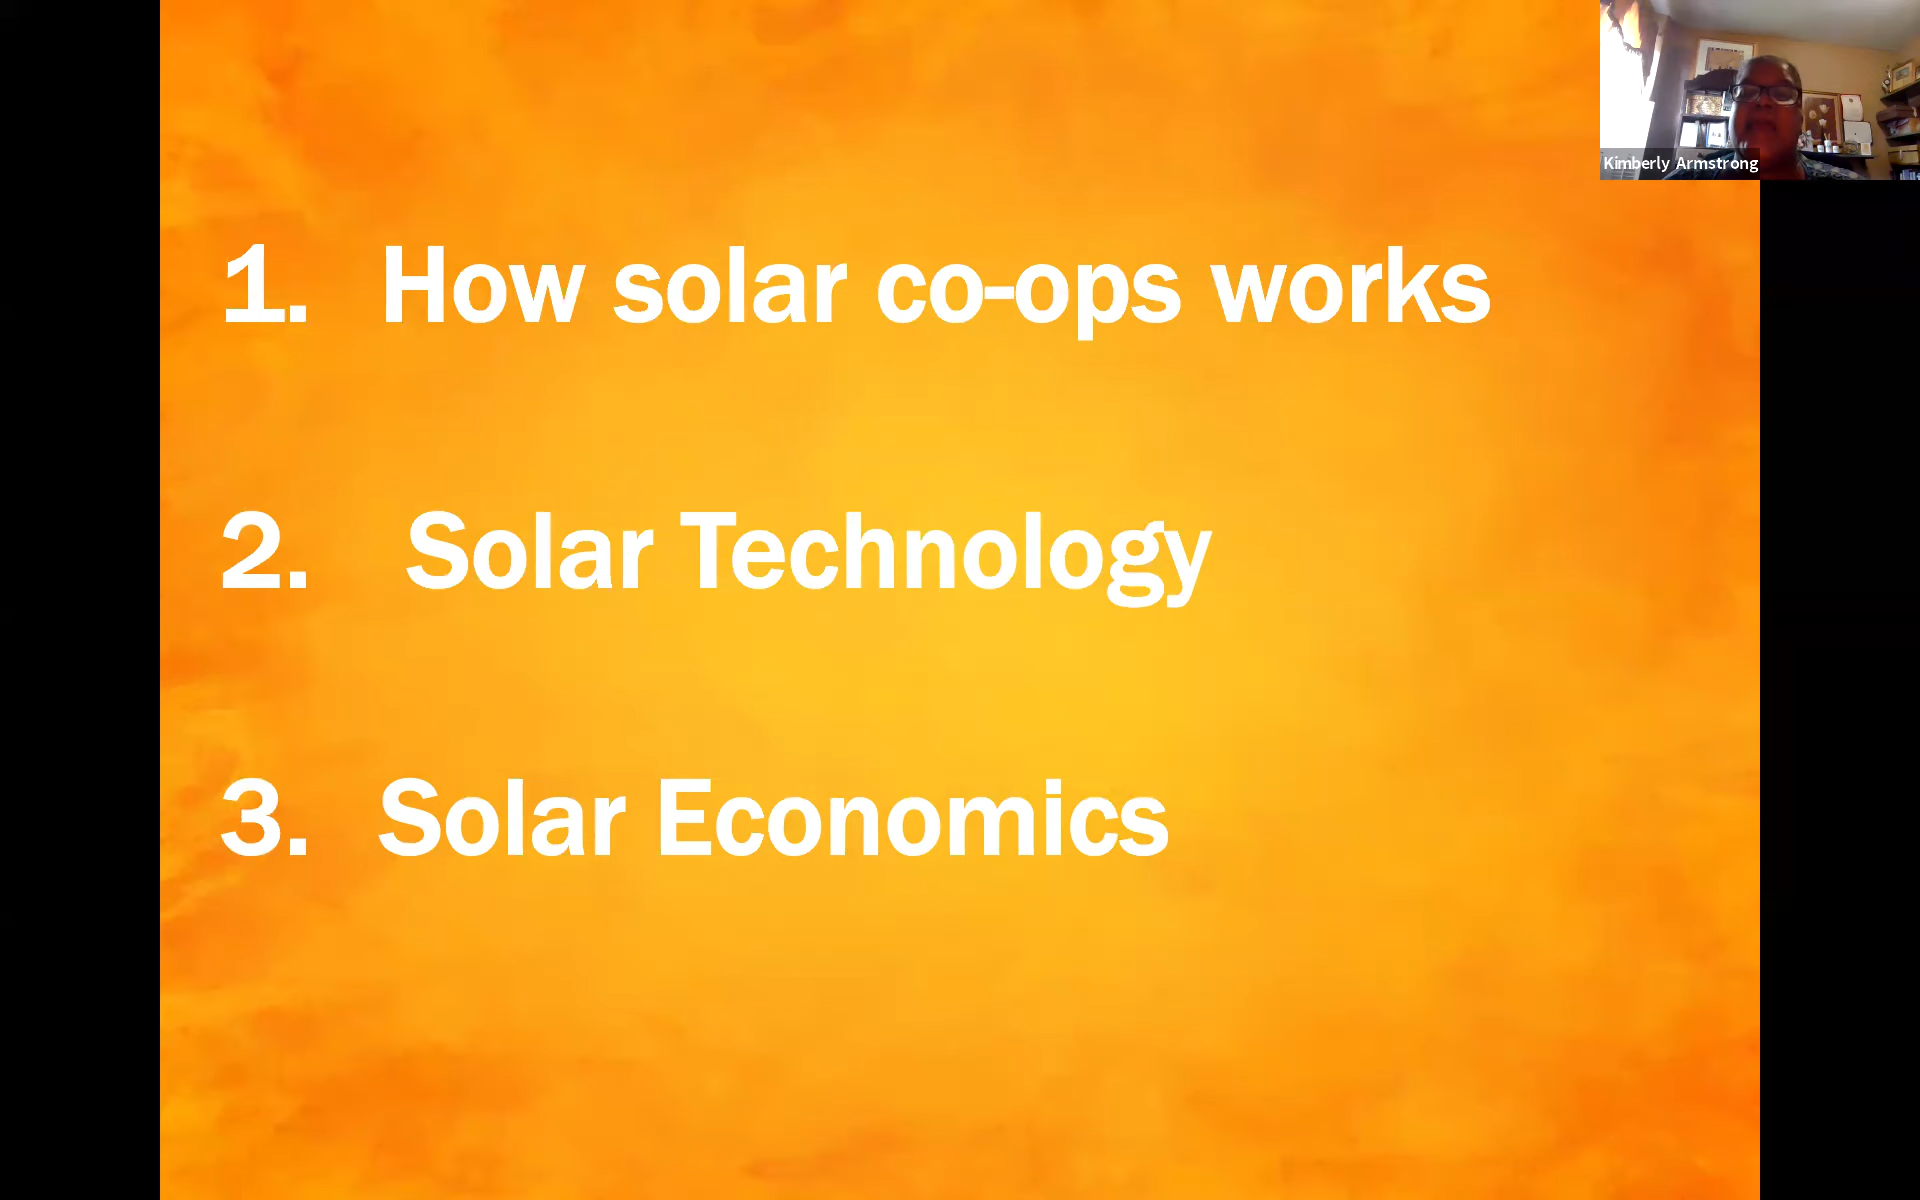 Kimberly Armstrong
1. How solar co-ops works
2. Solar Technology
3. Solar Economics